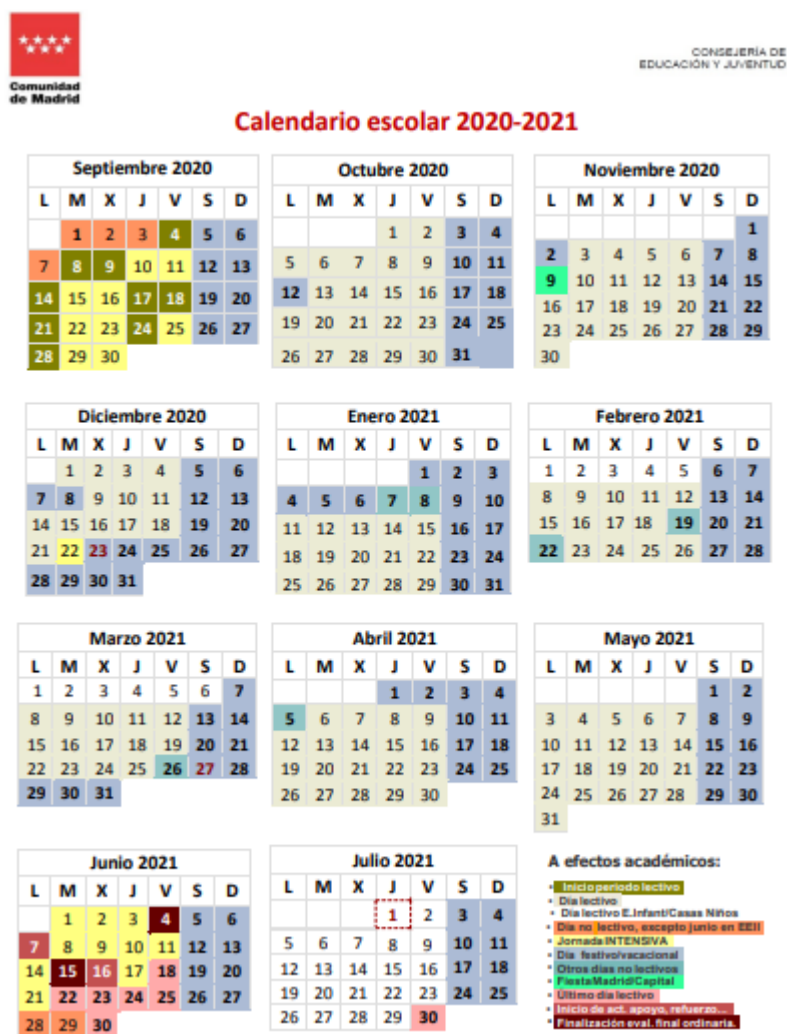 Comunidad
de Madrid
CONSEJERÍA DE
EDUCACIÓN Y JUVENTUD
Calendario escolar 2020-2021
Septiembre 2020
L M X J V S D
1 2 3 4 5 6
7 8 9 10 11 12 13
14 15 16 17 18 19 20
21 22 23 24 25 26 27
28 29 30
Octubre 2020
L M X J V S D
1 2 3 4
5 6 7 8 9 10 11
12 13 14 15 16 17 18
19 20 21 22 23 24 25
26 27 28 29 30 31
Noviembre 2020
L M X J V S D
1
2 3 4 5 6 7 8
9 10 11 12 13 14 15
16 17 18 19 20 21 22
23 24 25 26 27 28 29
30
Diciembre 2020
L M X J V S D
1 2 3 4 5 6
7 8 9 10 11 12 13
14 15 16 17 18 19 20
21 22 23 24 25 26 27
28 29 30 31
Enero 2021
L M X J V S D
1 2 3
4 5 6 7 8 9 10
11 12 13 14 15 16 17
18 19 20 21 22 23 24
25 26 27 28 29 30 31
Febrero 2021
L M X J V S D
1 2 3 4 5 6 7
8 9 10 11 12 13 14
15 16 17 18 19 20 21
22 23 24 25 26 27 28
Marzo 2021
L M X J V S D
1 2 3 4 5 6 7
8 9 10 11 12 13 14
15 16 17 18 19 20 21
22 23 24 25 26 27 28
29 30 31
Abril 2021
L M X J V S D
1 2 3 4
5 6 7 8 9 10 11
12 13 14 15 16 17 18
19 20 21 22 23 24 25
26 27 28 29 30
Mayo 2021
L M X J V S D
1 2
3 4 5 6 7 8 9
10 11 12 13 14 15 16
17 18 19 20 21 22 23
24 25 26 27 28 29 30
31
Junio 2021
L M X J V S D
1 2 3 4 5 6
7 8 9 10 11 12 13
14 15 16 17 18 19 20
21 22 23 24 25 26 27
28 29 30
Julio 2021
L M X J V S D
1 2 3 4
5 6 7 8 9 10 11
12 13 14 15 16 17 18
19 20 21 22 23 24 25
26 27 28 29 30
A efectos académicos:
Inicio periodo lectivo
Día lectivo
Día lectivo E.Infant/Casas Niños
Día no lectivo, excepto junio en EEII
Jornada INTENSIVA
Día festivo/vacacional
Otros días no lectivos
FiestaMadrid/Capital
Último día lectivo
Inicio de act. apoyo, refuerzo...
Finalización eval. final ordinaria.